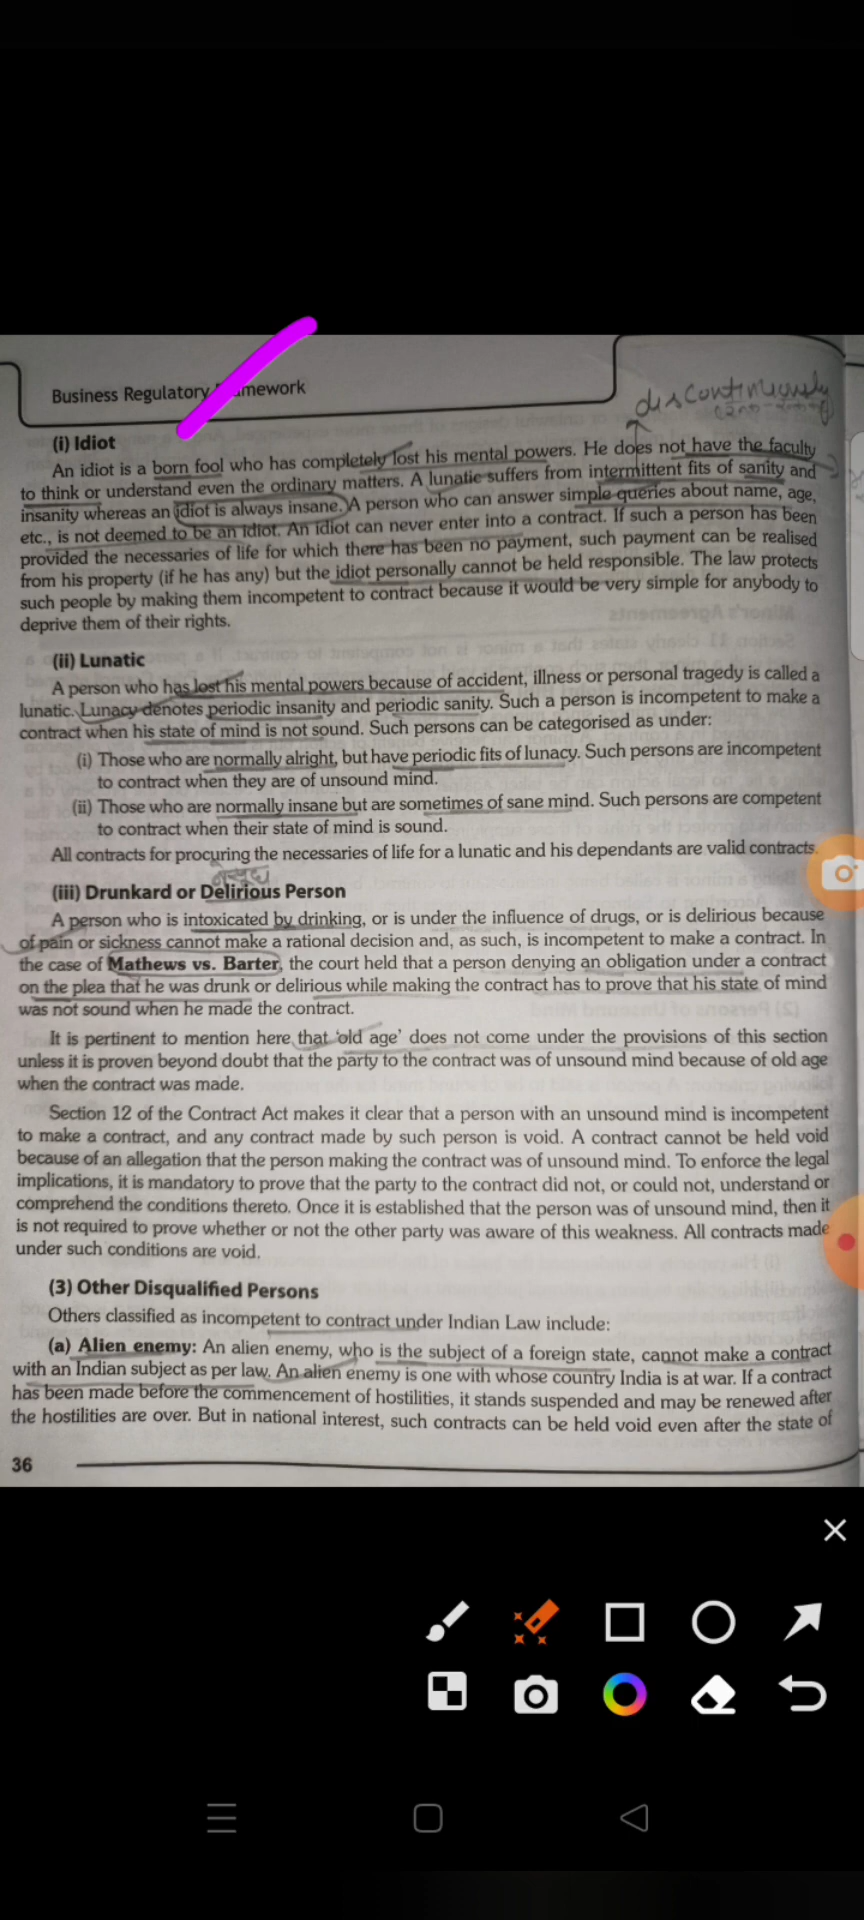 Business Regulatory mework
discontinuously
(i) Idiot
An idiot is a born fool who has completely lost his mental powers. He does not have the faculty
to think or understand even the ordinary matters. A lunatic suffers from intermittent fits of sanity and
insanity whereas an idiot is always insane. A person who can answer simple queries about name, age,
etc., is not deemed to be an idiot. An idiot can never enter into a contract. If such a person has been
provided the necessaries of life for which there has been no payment, such payment can be realised
from his property (if he has any) but the idiot personally cannot be held responsible. The law protects
such people by making them incompetent to contract because it would be very simple for anybody to
deprive them of their rights.
(ii) Lunatic
A person who has lost his mental powers because of accident, illness or personal tragedy is called a
lunatic. Lunacy denotes periodic insanity and periodic sanity. Such a person is incompetent to make a
contract when his state of mind is not sound. Such persons can be categorised as under:
(i) Those who are normally alright, but have periodic fits of lunacy. Such persons are incompetent
to contract when they are of unsound mind.
(ii) Those who are normally insane but are sometimes of sane mind. Such persons are competent
to contract when their state of mind is sound.
All contracts for procuring the necessaries of life for a lunatic and his dependants are valid contracts.
(iii) Drunkard or Delirious Person
A person who is intoxicated by drinking, or is under the influence of drugs, or is delirious because
of pain or sickness cannot make a rational decision and, as such, is incompetent to make a contract. In
the case of Mathews vs. Barter, the court held that a person denying an obligation under a contract
on the plea that he was drunk or delirious while making the contract has to prove that his state of mind
was not sound when he made the contract.
It is pertinent to mention here that 'old age' does not come under the provisions of this section
unless it is proven beyond doubt that the party to the contract was of unsound mind because of old age
when the contract was made.
Section 12 of the Contract Act makes it clear that a person with an unsound mind is incompetent
to make a contract, and any contract made by such person is void. A contract cannot be held void
because of an allegation that the person making the contract was of unsound mind. To enforce the legal
implications, it is mandatory to prove that the party to the contract did not, or could not, understand or
comprehend the conditions thereto. Once it is established that the person was of unsound mind, then it
is not required to prove whether or not the other party was aware of this weakness. All contracts made
under such conditions are void.
(3) Other Disqualified Persons
Others classified as incompetent to contract under Indian Law include:
(a) Alien enemy: An alien enemy, who is the subject of a foreign state, cannot make a contract
with an Indian subject as per law. An alien enemy is one with whose country India is at war. If a contract
has been made before the commencement of hostilities, it stands suspended and may be renewed after
the hostilities are over. But in national interest, such contracts can be held void even after the state of
36